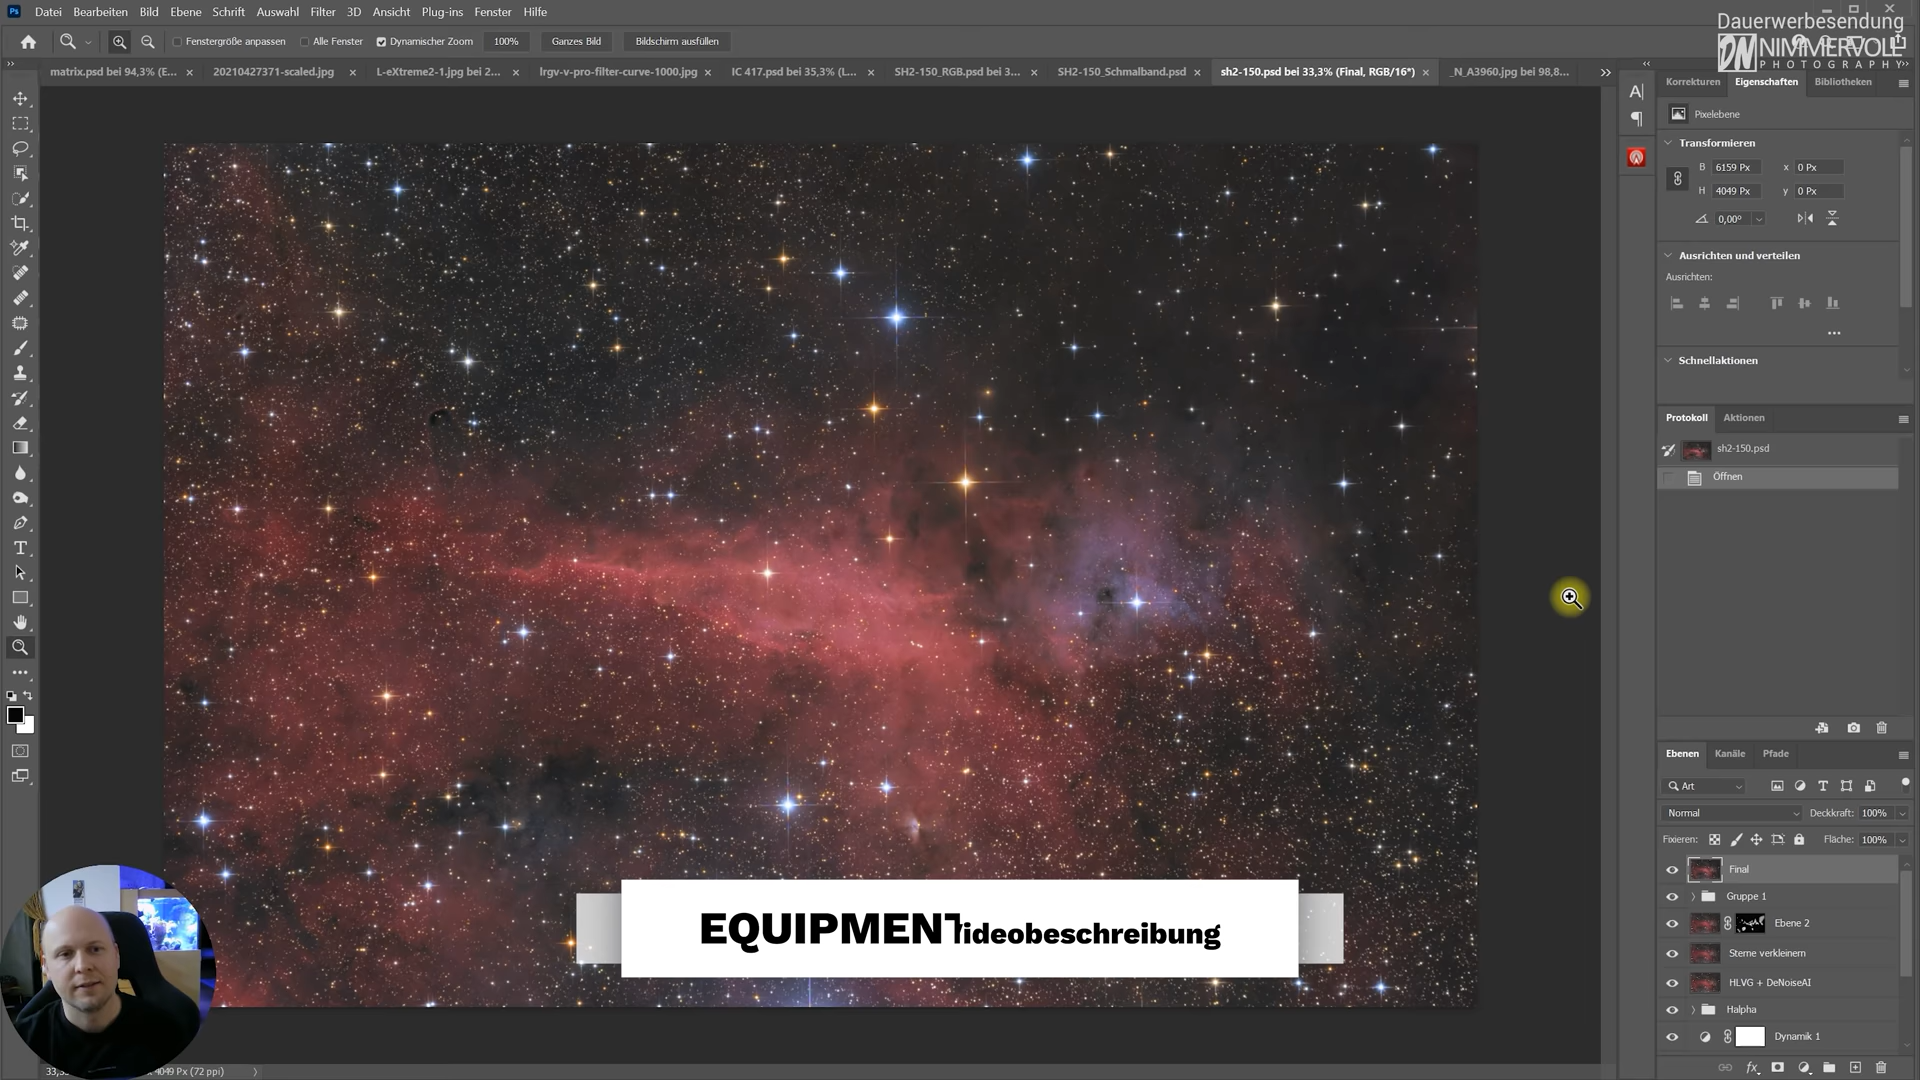 Ps Datei Bearbeiten Bild Ebene Schrift Auswahl Filter 3D Ansicht Plug-ins Fenster Hilfe
Dauerwerbesendung
DN NIMMERVOLL
PHOTOGRAPHY
Fenstergröße anpassen Alle Fenster Dynamischer Zoom 100% Ganzes Bild Bildschirm ausfüllen
matrix.psd bei 94,3% (E... 20210427371-scaled.jpg L-eXtreme2-1.jpg bei 2... lrgv-v-pro-filter-curve-1000.jpg IC 417.psd bei 35,3% (L... SH2-150_RGB.psd bei 3... SH2-150_Schmalband.psd sh2-150.psd bei 33,3% (Final, RGB/16*) _N_A3960.jpg bei 98,8...
Korrekturen Eigenschaften Bibliotheken
Pixelebene
Transformieren
B 6159 Px x 0 Px
H 4049 Px y 0 Px
0,00°
Ausrichten und verteilen
Ausrichten:
Schnellaktionen
Protokoll Aktionen
sh2-150.psd
Öffnen
Ebenen Kanäle Pfade
Art
Normal Deckkraft: 100%
Fixieren: Fläche: 100%
Final
Gruppe 1
Ebene 2
Sterne verkleinern
HLVG + DeNoiseAI
Halpha
Dynamik 1
EQUIPMENT ideobeschreibung
4049 Px (72 ppi)